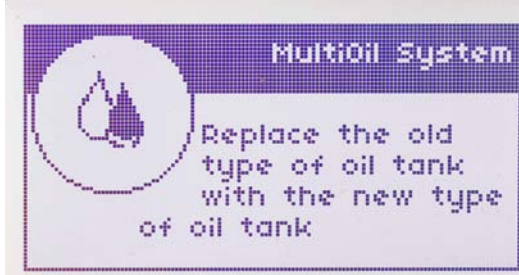 MultiOil System
Replace the old
type of oil tank
with the new type
of oil tank